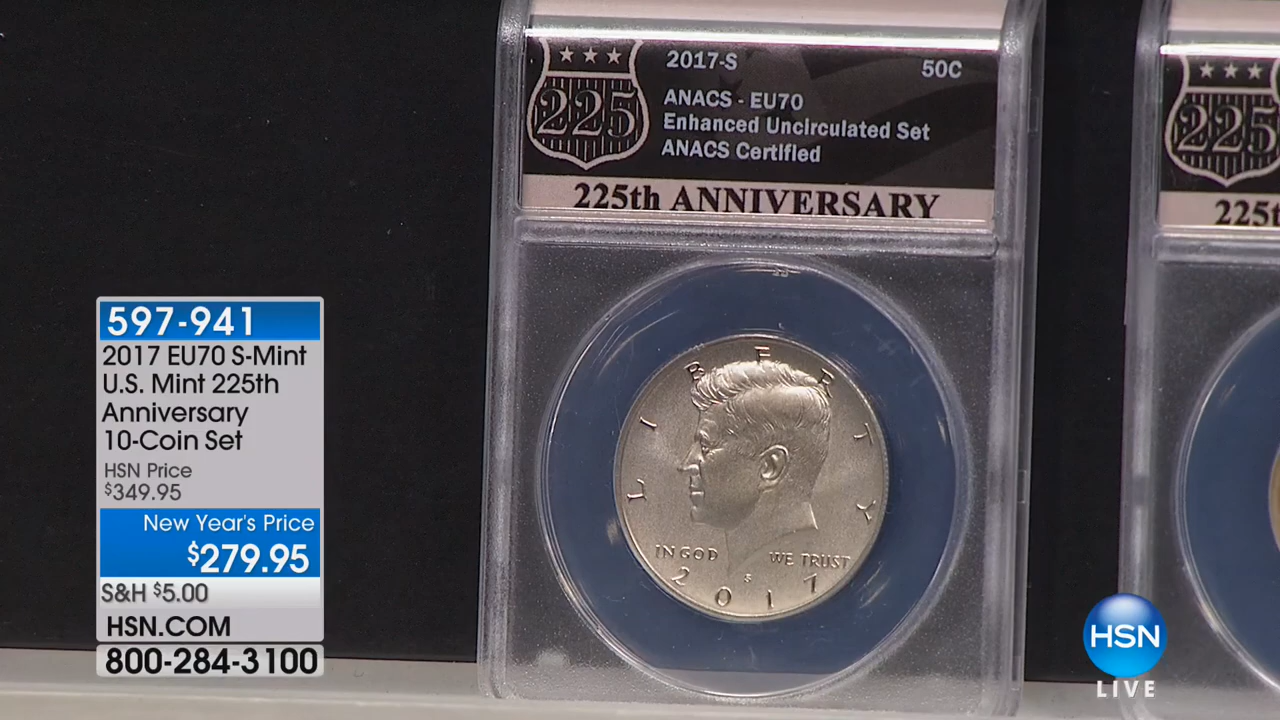 225
2017-S 50C
ANACS - EU70
Enhanced Uncirculated Set
ANACS Certified
225th ANNIVERSARY
LIBERTY
IN GOD WE TRUST
S
2017
225
225t
597-941
2017 EU70 S-Mint
U.S. Mint 225th
Anniversary
10-Coin Set
HSN Price
$349.95
New Year's Price
$279.95
S&H $5.00
HSN.COM
800-284-3100
HSN
LIVE